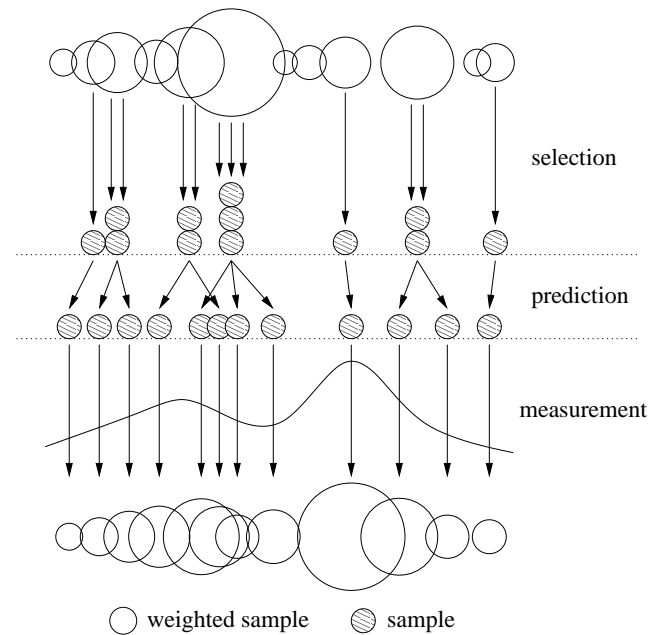 selection
prediction
measurement
weighted sample
sample